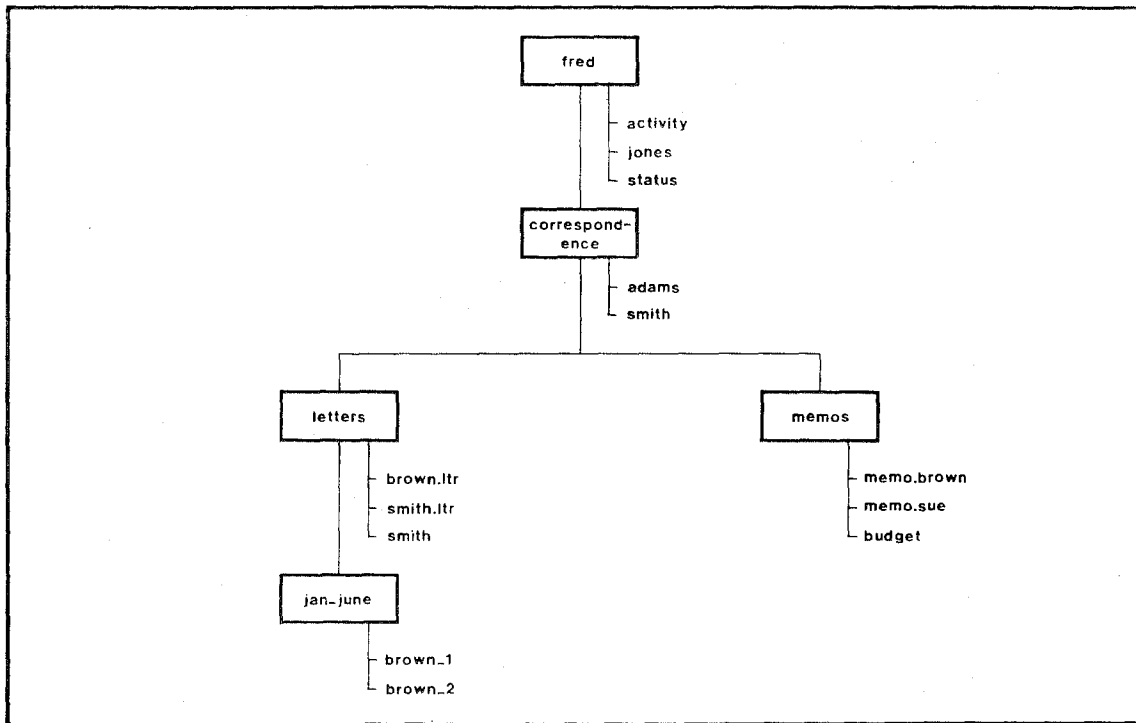 fred
activity
jones
status
correspond-
ence
adams
smith
letters
brown.ltr
smith.ltr
smith
jan_june
brown_1
brown_2
memos
memo.brown
memo.sue
budget